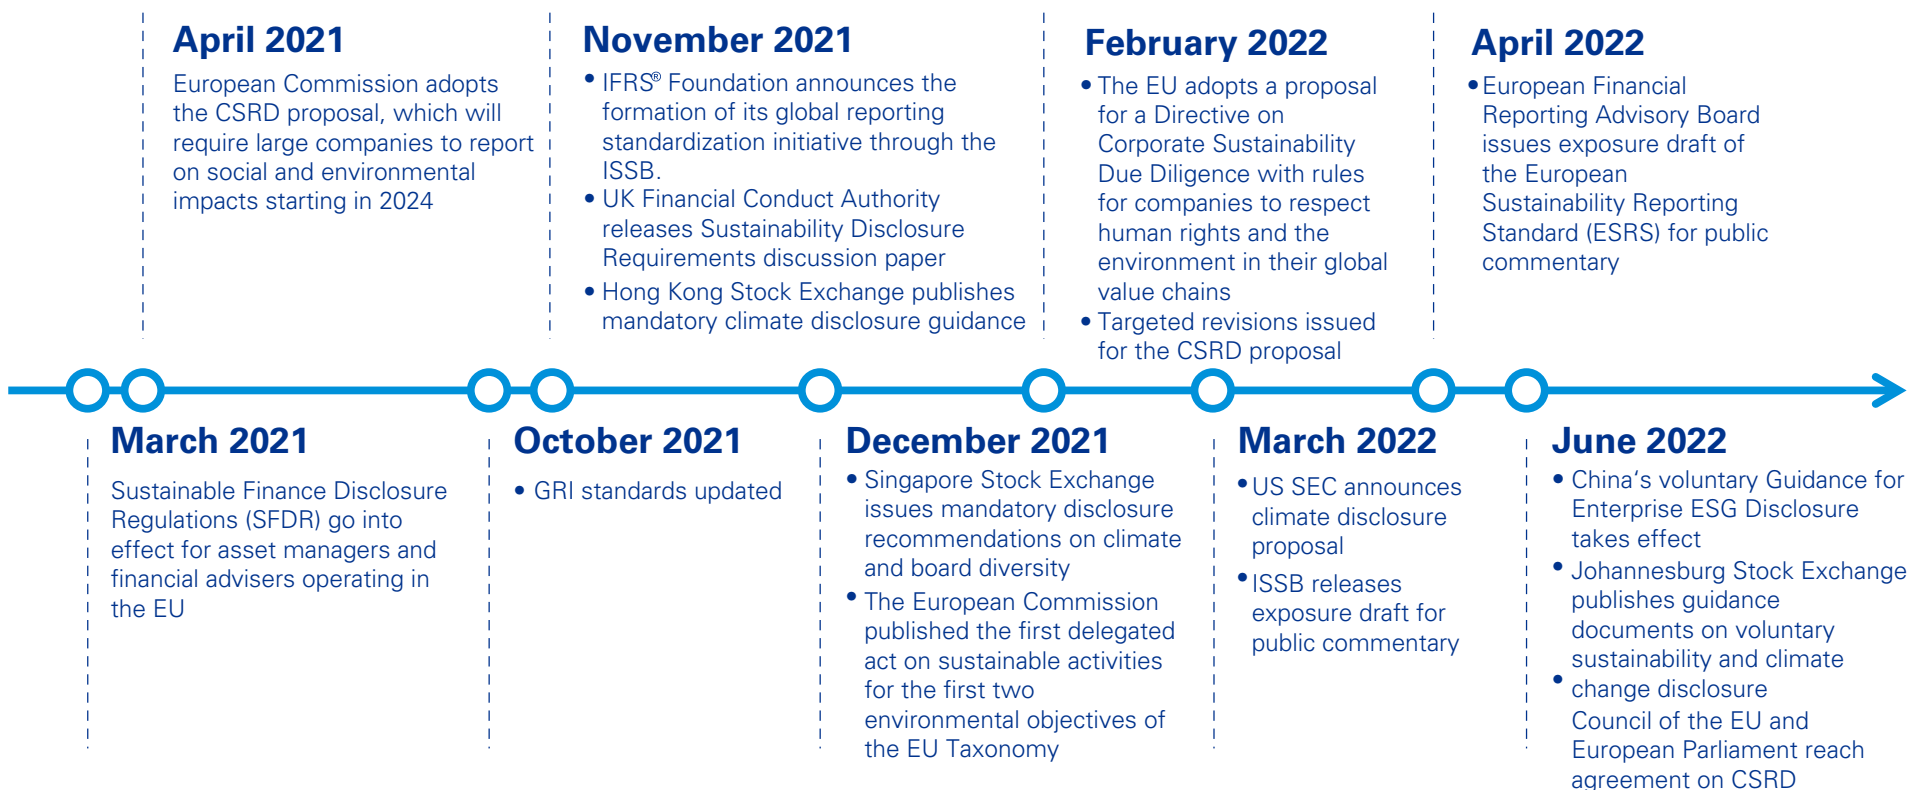 April 2021
European Commission adopts
the CSRD proposal, which will
require large companies to report
on social and environmental
impacts starting in 2024
November 2021
• IFRS® Foundation announces the
formation of its global reporting
standardization initiative through the
ISSB.
• UK Financial Conduct Authority
releases Sustainability Disclosure
Requirements discussion paper
• Hong Kong Stock Exchange publishes
mandatory climate disclosure guidance
February 2022
• The EU adopts a proposal
for a Directive on
Corporate Sustainability
Due Diligence with rules
for companies to respect
human rights and the
environment in their global
value chains
• Targeted revisions issued
for the CSRD proposal
April 2022
• European Financial
Reporting Advisory Board
issues exposure draft of
the European
Sustainability Reporting
Standard (ESRS) for public
commentary
March 2021
Sustainable Finance Disclosure
Regulations (SFDR) go into
effect for asset managers and
financial advisers operating in
the EU
October 2021
• GRI standards updated
December 2021
• Singapore Stock Exchange
issues mandatory disclosure
recommendations on climate
and board diversity
• The European Commission
published the first delegated
act on sustainable activities
for the first two
environmental objectives of
the EU Taxonomy
March 2022
• US SEC announces
climate disclosure
proposal
• ISSB releases
exposure draft for
public commentary
June 2022
• China‘s voluntary Guidance for
Enterprise ESG Disclosure
takes effect
• Johannesburg Stock Exchange
publishes guidance
documents on voluntary
sustainability and climate
• change disclosure
Council of the EU and
European Parliament reach
agreement on CSRD